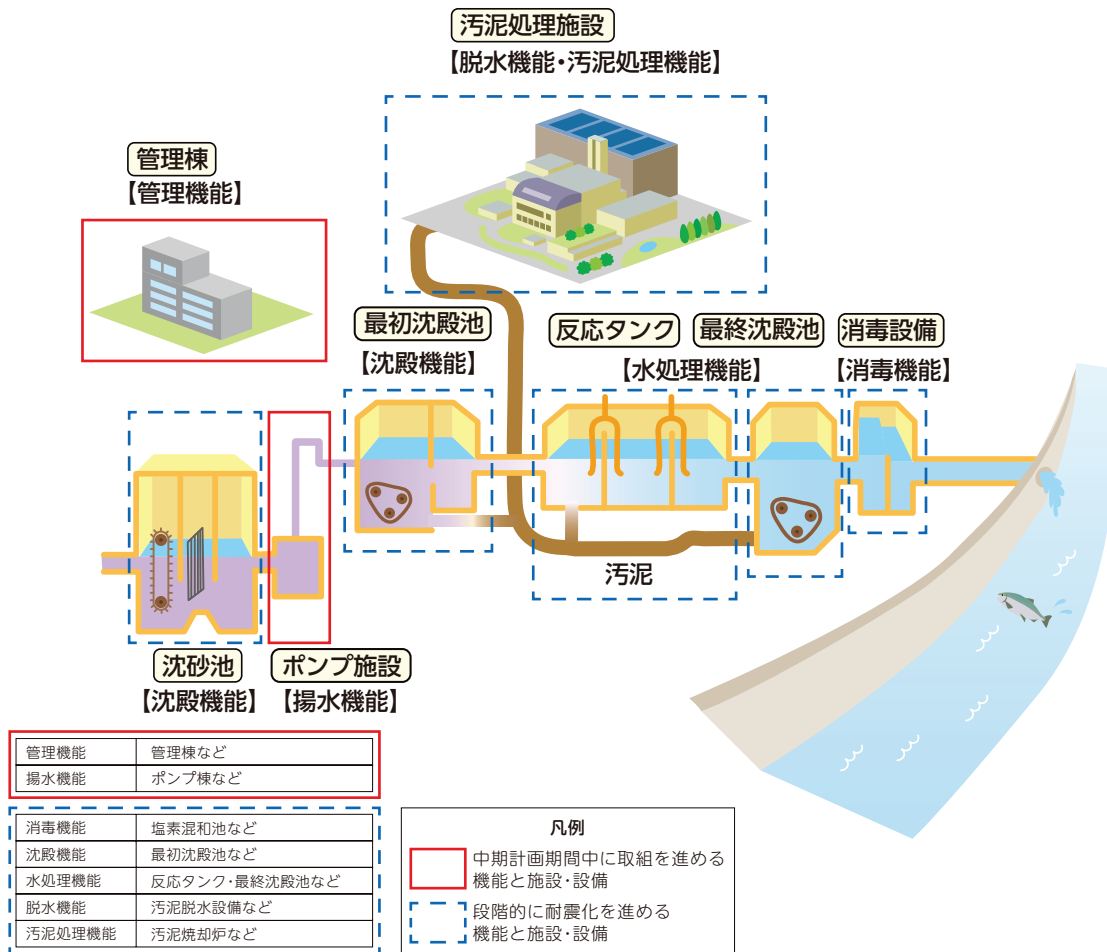 汚泥処理施設
【脱水機能・汚泥処理機能】
管理棟
【管理機能】
最初沈殿池
【沈殿機能】
反応タンク
最終沈殿池
【水処理機能】
消毒設備
【消毒機能】
汚泥
沈砂池
【沈殿機能】
ポンプ施設
【揚水機能】
管理機能 管理棟など
揚水機能 ポンプ棟など
消毒機能 塩素混和池など
沈殿機能 最初沈殿池など
水処理機能 反応タンク・最終沈殿池など
脱水機能 汚泥脱水設備など
汚泥処理機能 汚泥焼却炉など
凡例
中期計画期間中に取組を進める
機能と施設・設備
段階的に耐震化を進める
機能と施設・設備